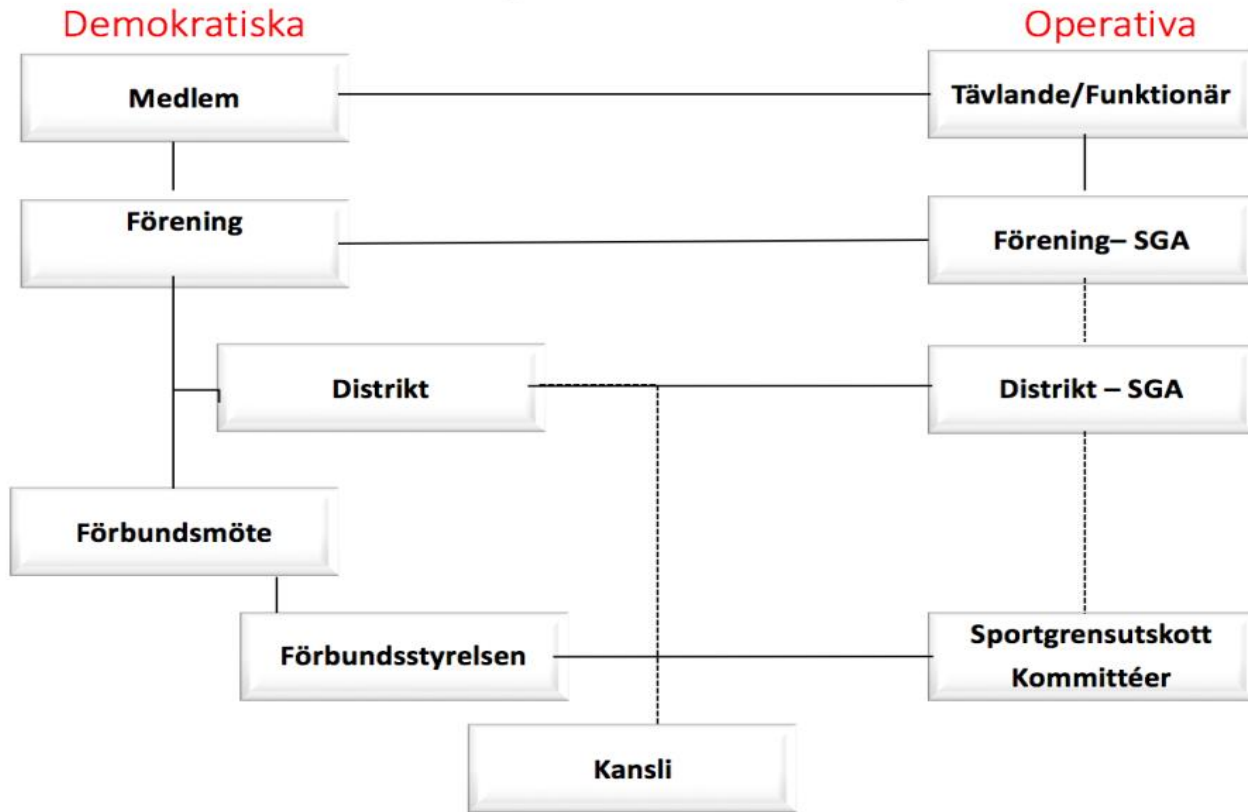 Demokratiska
Operativa
Medlem
Tävlande/Funktionär
Förening
Förening– SGA
Distrikt
Distrikt – SGA
Förbundsmöte
Förbundsstyrelsen
Sportgrensutskott
Kommittéer
Kansli